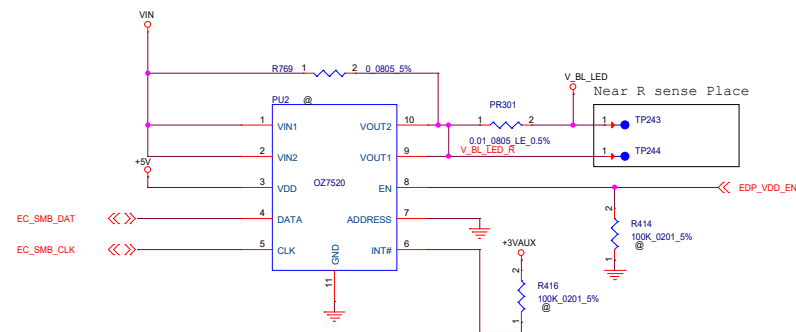 VIN
R769 1 2 0_0805_5%
V_BL_LED
Near R sense Place
PU2 @
PR301
1 VIN1 VOUT2 10 1 2 1 TP243
0.01_0805_LE_0.5%
V_BL_LED_R
2 VIN2 VOUT1 9 1 TP244
+5V
OZ7520
3 VDD EN 8 EDP_VDD_EN
EC_SMB_DAT 4 DATA ADDRESS 7
2
R414
100K_0201_5%
@
1
EC_SMB_CLK 5 CLK INT# 6
GND
11
+3VAUX
2
R416
100K_0201_5%
@
1